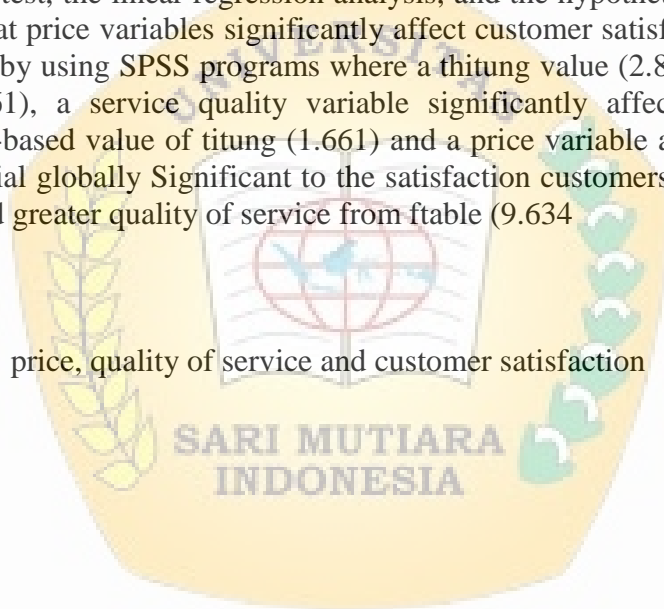 test, the linear regression analysis, and the hypothet
at price variables significantly affect customer satisf
by using SPSS programs where a thitung value (2.8
51), a service quality variable significantly affec
-based value of titung (1.661) and a price variable a
ial globally Significant to the satisfaction customers
d greater quality of service from ftable (9.634
price, quality of service and customer satisfaction
UNIVERSITAS
SARI MUTIARA
INDONESIA